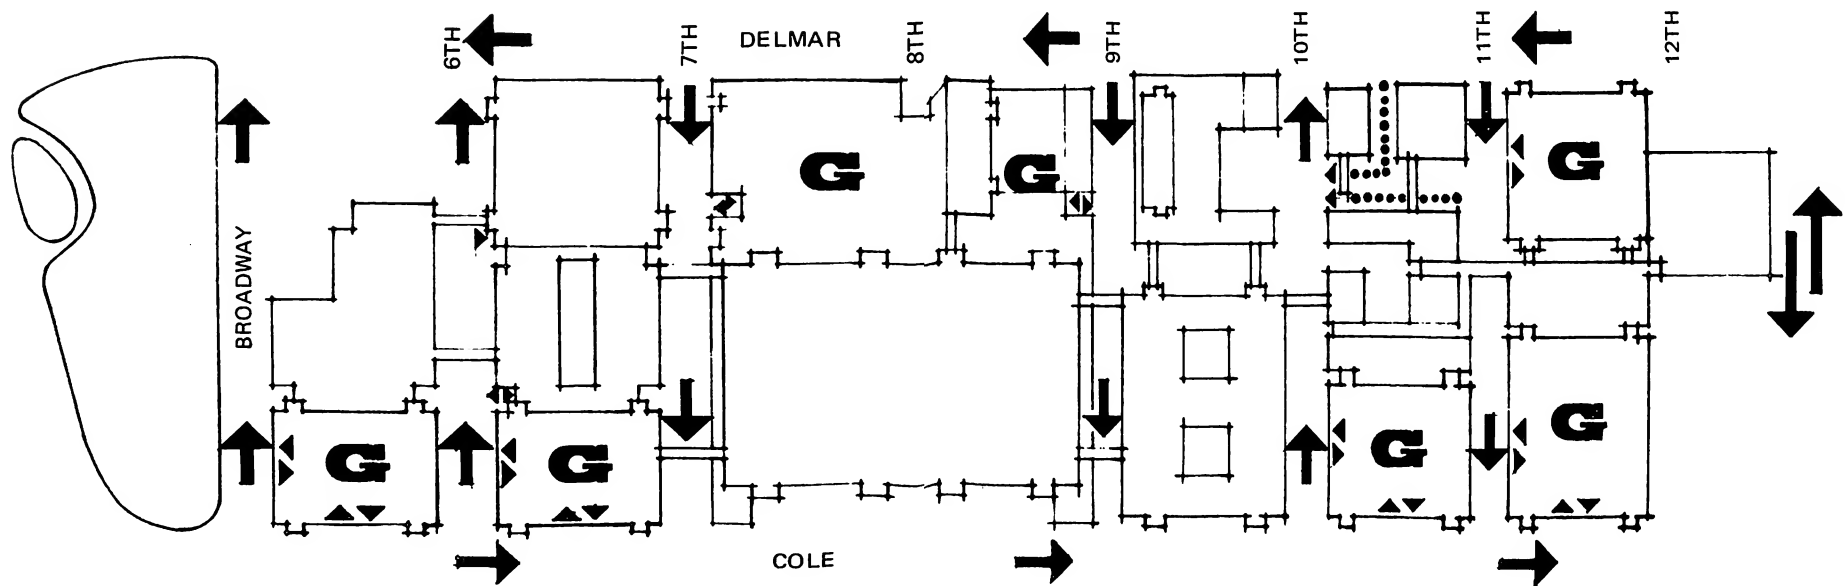 6TH
7TH
DELMAR
8TH
9TH
10TH
11TH
12TH
G
G
G
BROADWAY
G
G
G
G
COLE